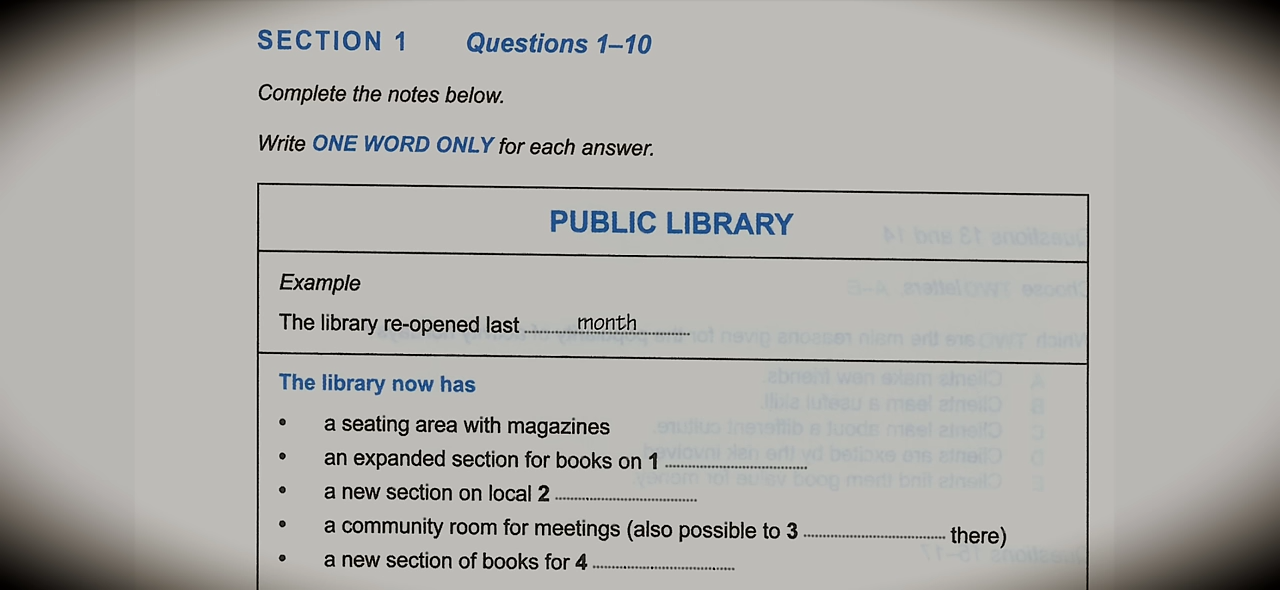 SECTION 1 Questions 1–10
Complete the notes below.
Write ONE WORD ONLY for each answer.
PUBLIC LIBRARY
Example
The library re-opened last ........month........
The library now has
• a seating area with magazines
• an expanded section for books on 1 ........................
• a new section on local 2 ........................
• a community room for meetings (also possible to 3 ........................ there)
• a new section of books for 4 ........................